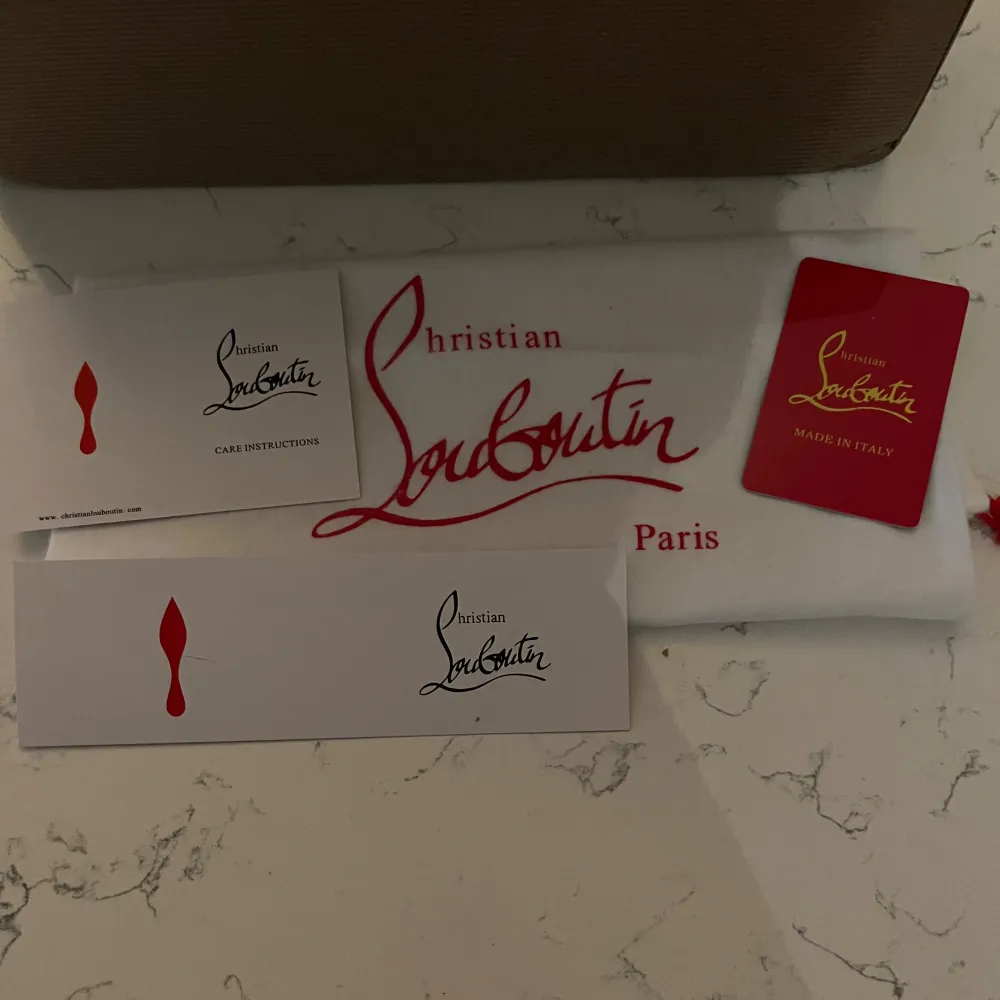 Christian
Louboutin
CARE INSTRUCTIONS
www. christianlouboutin. com
Christian
Louboutin
Paris
Christian
Louboutin
MADE IN ITALY
Christian
Louboutin